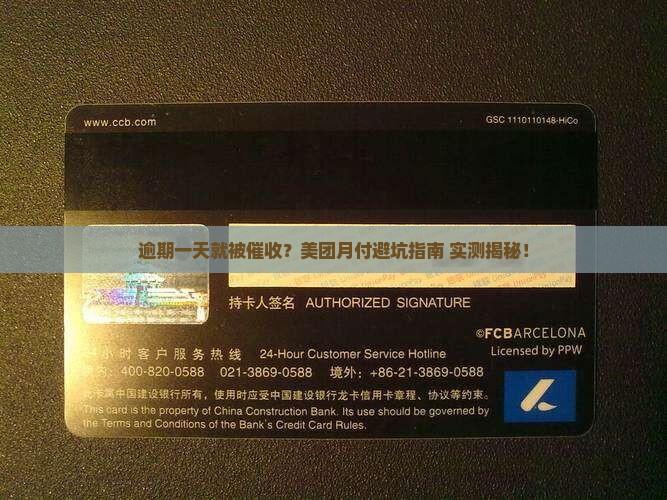 www.ccb.com
GSC 1110110148-HiCo
逾期一天就被催收？美团月付避坑指南 实测揭秘！
持卡人签名 AUTHORIZED SIGNATURE
©FCBARCELONA
Licensed by PPW
小时客户服务热线 24-Hour Customer Service Hotline
400-820-0588 021-3869-0588 境外：+86-21-3869-0588
卡属中国建设银行所有，使用时应受中国建设银行龙卡信用卡章程、协议等约束。
This card is the property of China Construction Bank. Its use should be governed by
the Terms and Conditions of the Bank's Credit Card Rules.